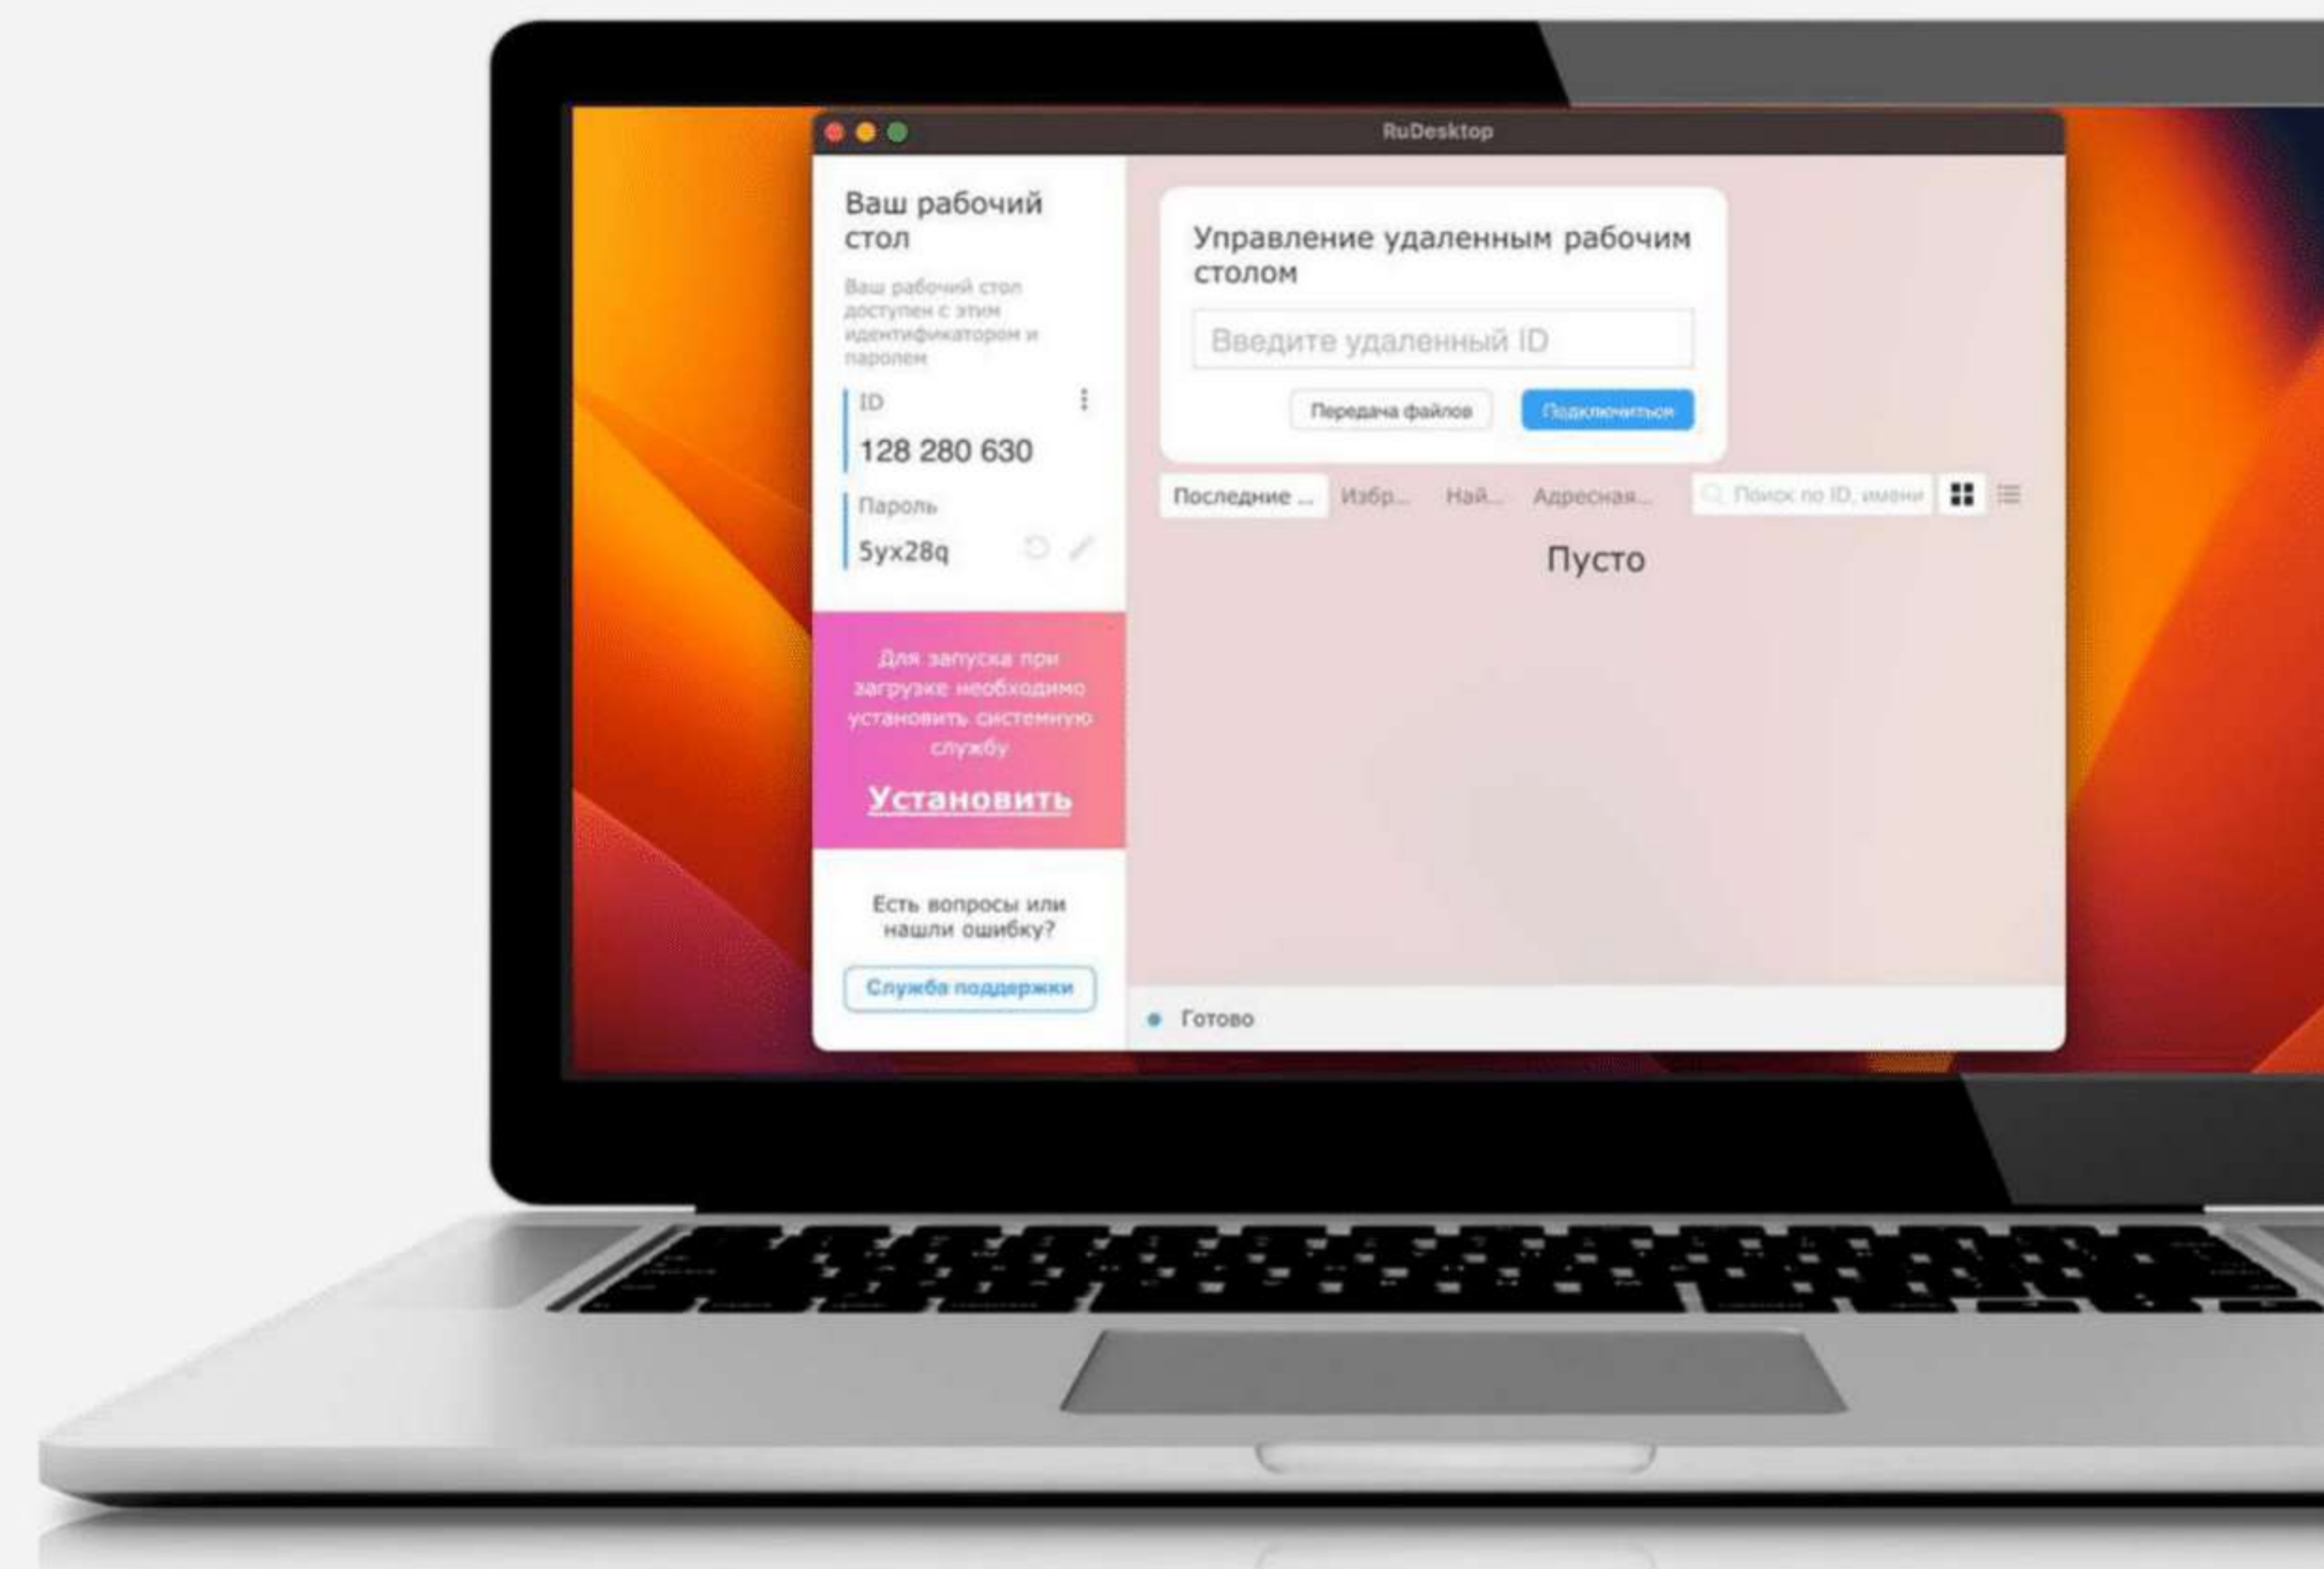 RuDesktop
Ваш рабочий
стол
Ваш рабочий стол
доступен с этим
идентификатором и
паролем
ID
128 280 630
Пароль
5yx28q
Для запуска при
загрузке необходимо
установить системную
службу
Установить
Есть вопросы или
нашли ошибку?
Служба поддержки
Управление удаленным рабочим
столом
Введите удаленный ID
Передача файлов
Подключиться
Последние ...
Избр...
Най...
Адресная...
Поиск по ID, имени
Пусто
Готово